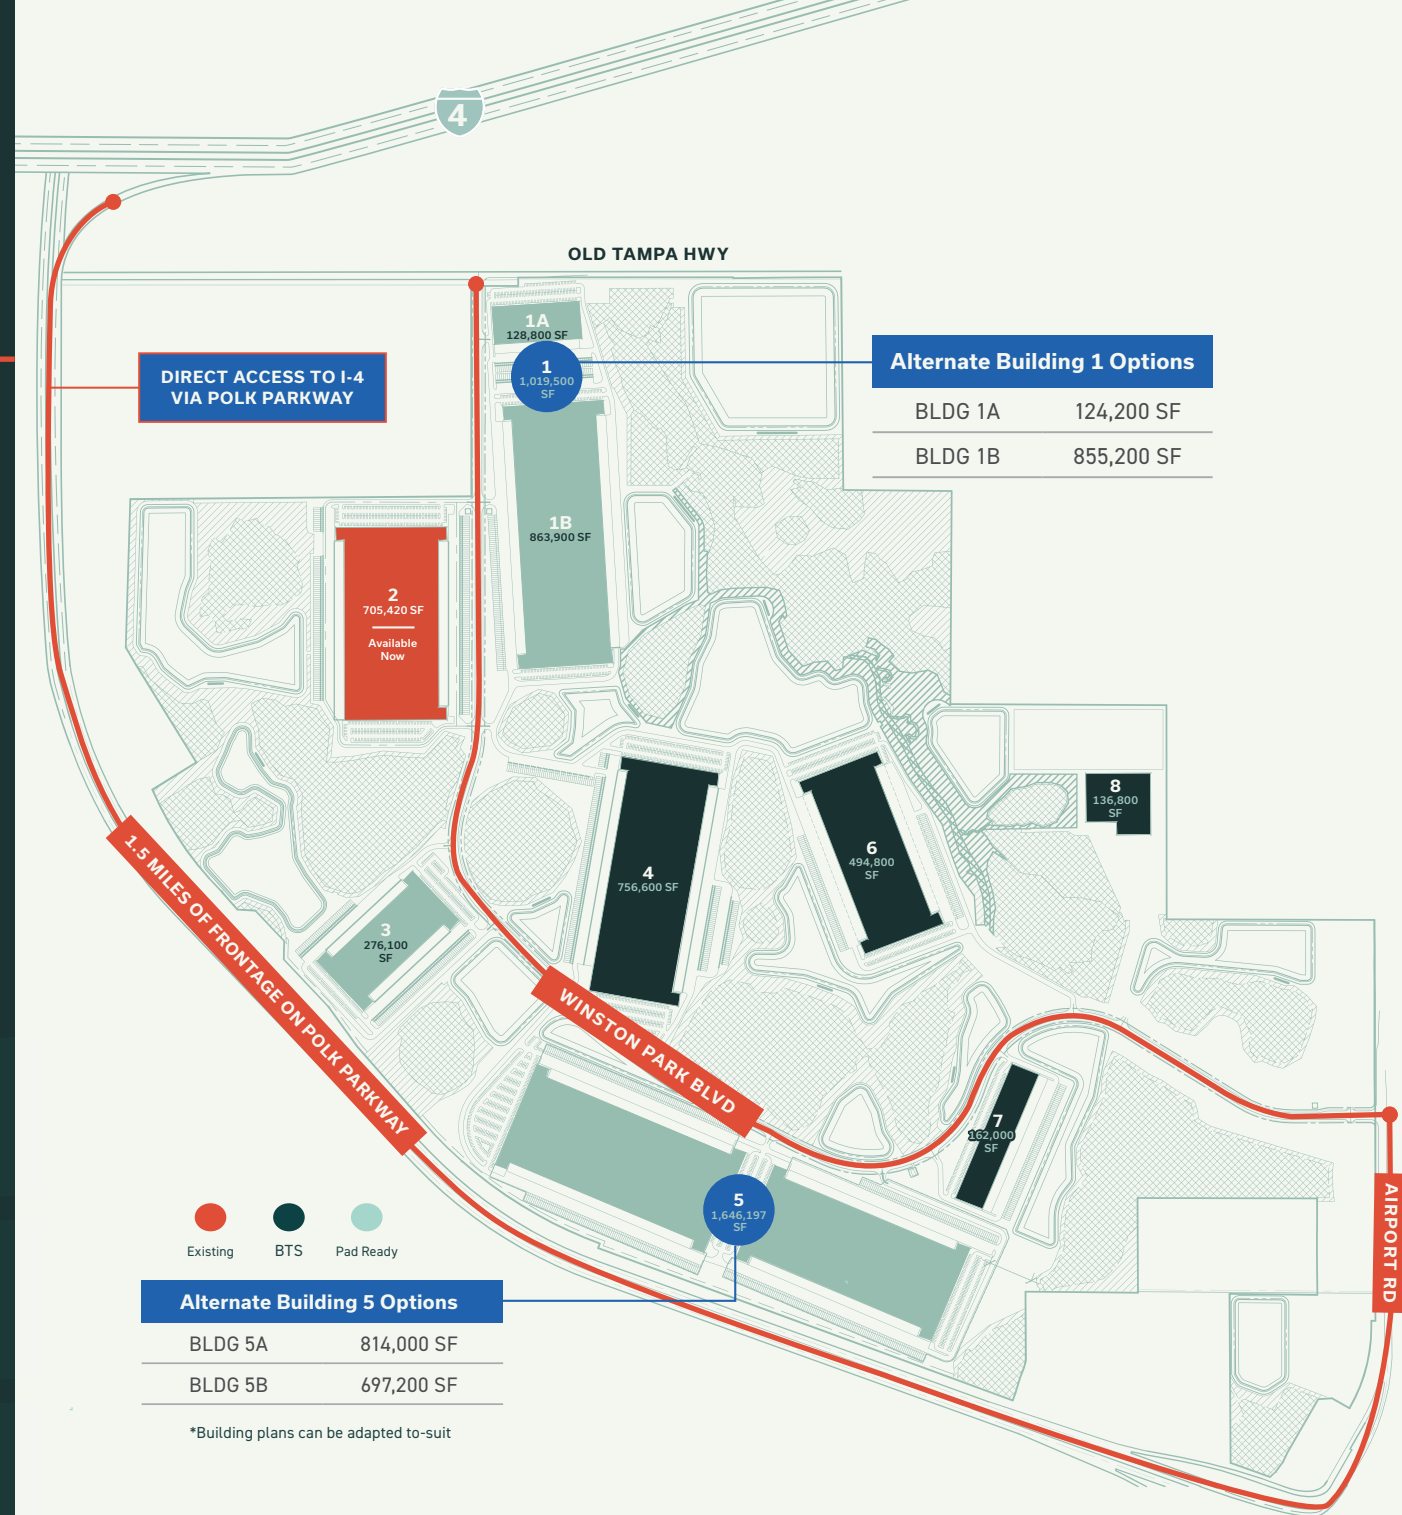 4
OLD TAMPA HWY
1A
128,800 SF
1
1,019,500
SF
Alternate Building 1 Options
BLDG 1A 124,200 SF
BLDG 1B 855,200 SF
DIRECT ACCESS TO I-4
VIA POLK PARKWAY
1B
863,900 SF
2
705,420 SF
Available
Now
8
136,800
SF
6
494,800
SF
4
756,600 SF
3
276,100
SF
1.5 MILES OF FRONTAGE ON POLK PARKWAY
WINSTON PARK BLVD
7
162,000
SF
5
1,646,197
SF
AIRPORT RD
Existing
BTS
Pad Ready
Alternate Building 5 Options
BLDG 5A 814,000 SF
BLDG 5B 697,200 SF
*Building plans can be adapted to-suit